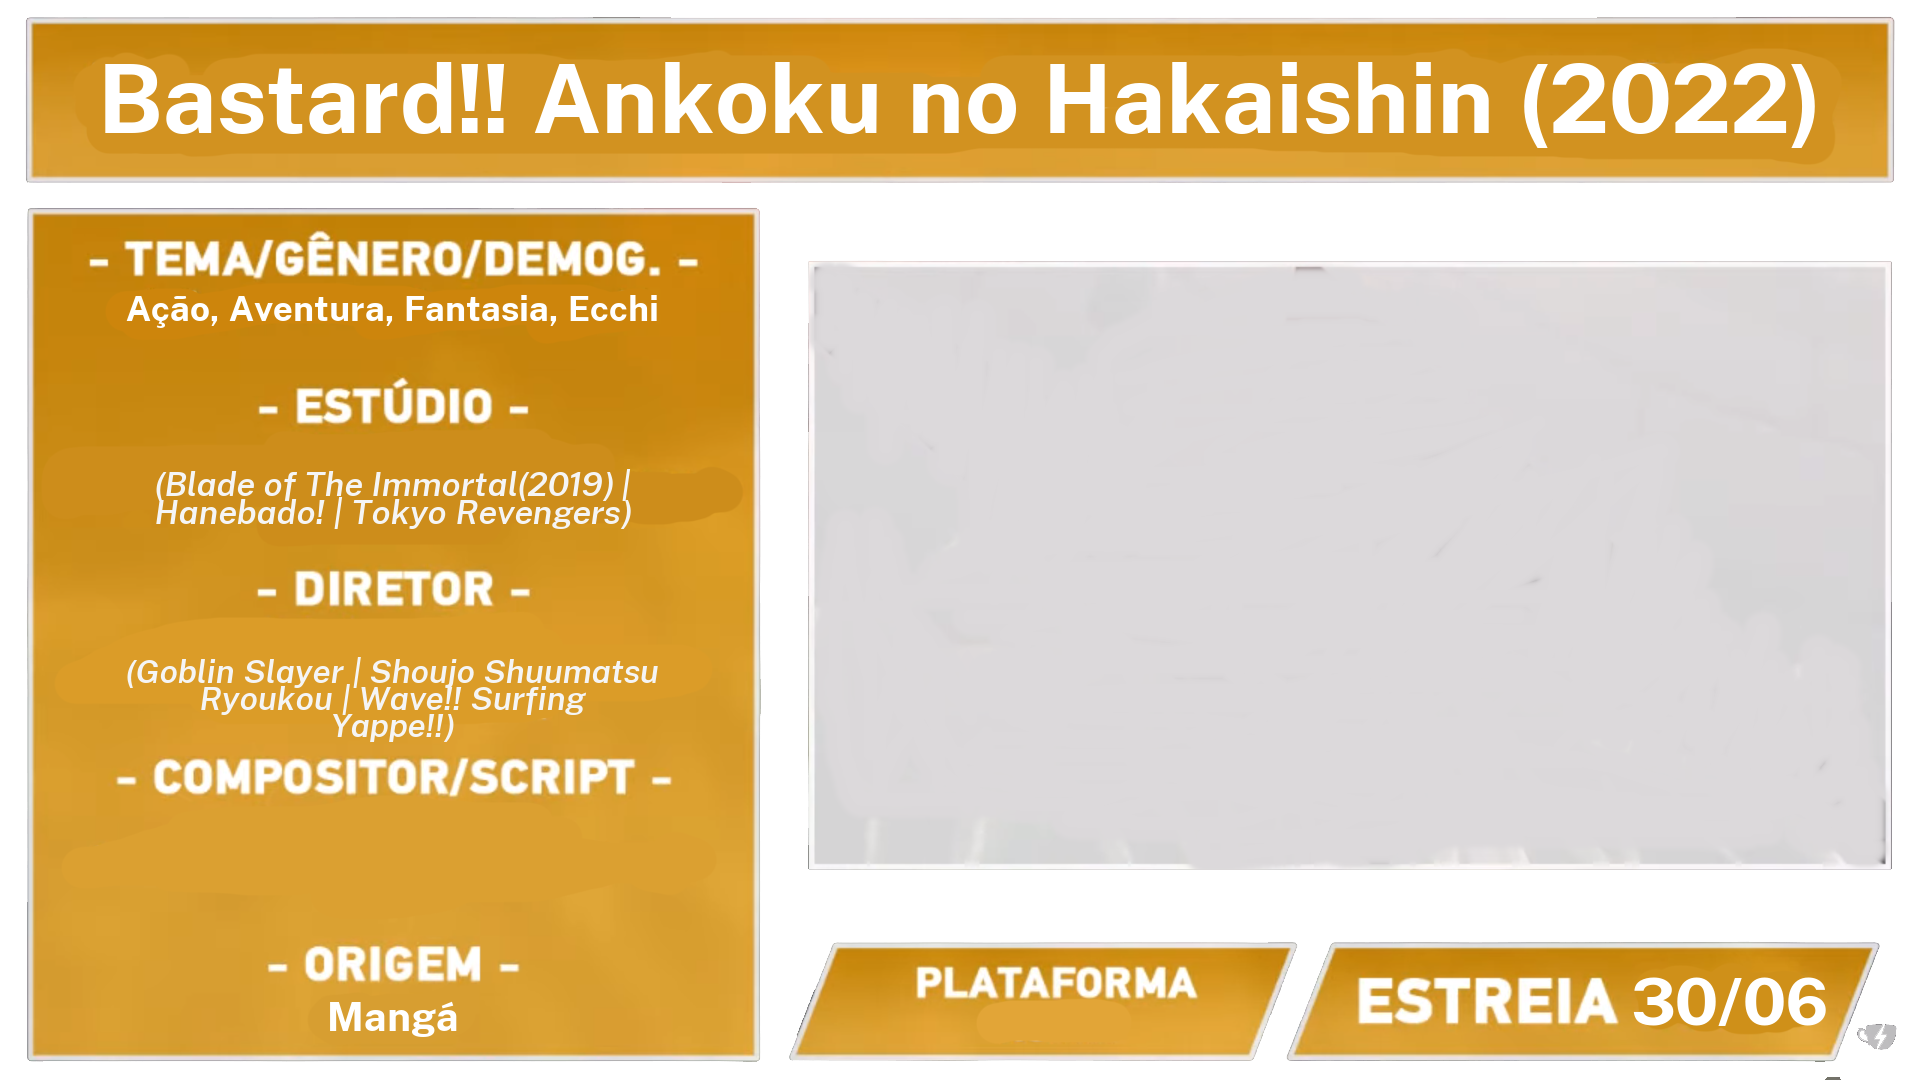 Bastard!! Ankoku no Hakaishin (2022)
- TEMA/GÊNERO/DEMOG. -
Ação, Aventura, Fantasia, Ecchi
- ESTÚDIO -
(Blade of The Immortal(2019) |
Hanebado! | Tokyo Revengers)
- DIRETOR -
(Goblin Slayer | Shoujo Shuumatsu
Ryoukou | Wave!! Surfing
Yappe!!)
- COMPOSITOR/SCRIPT -
- ORIGEM -
Mangá
PLATAFORMA
ESTREIA 30/06